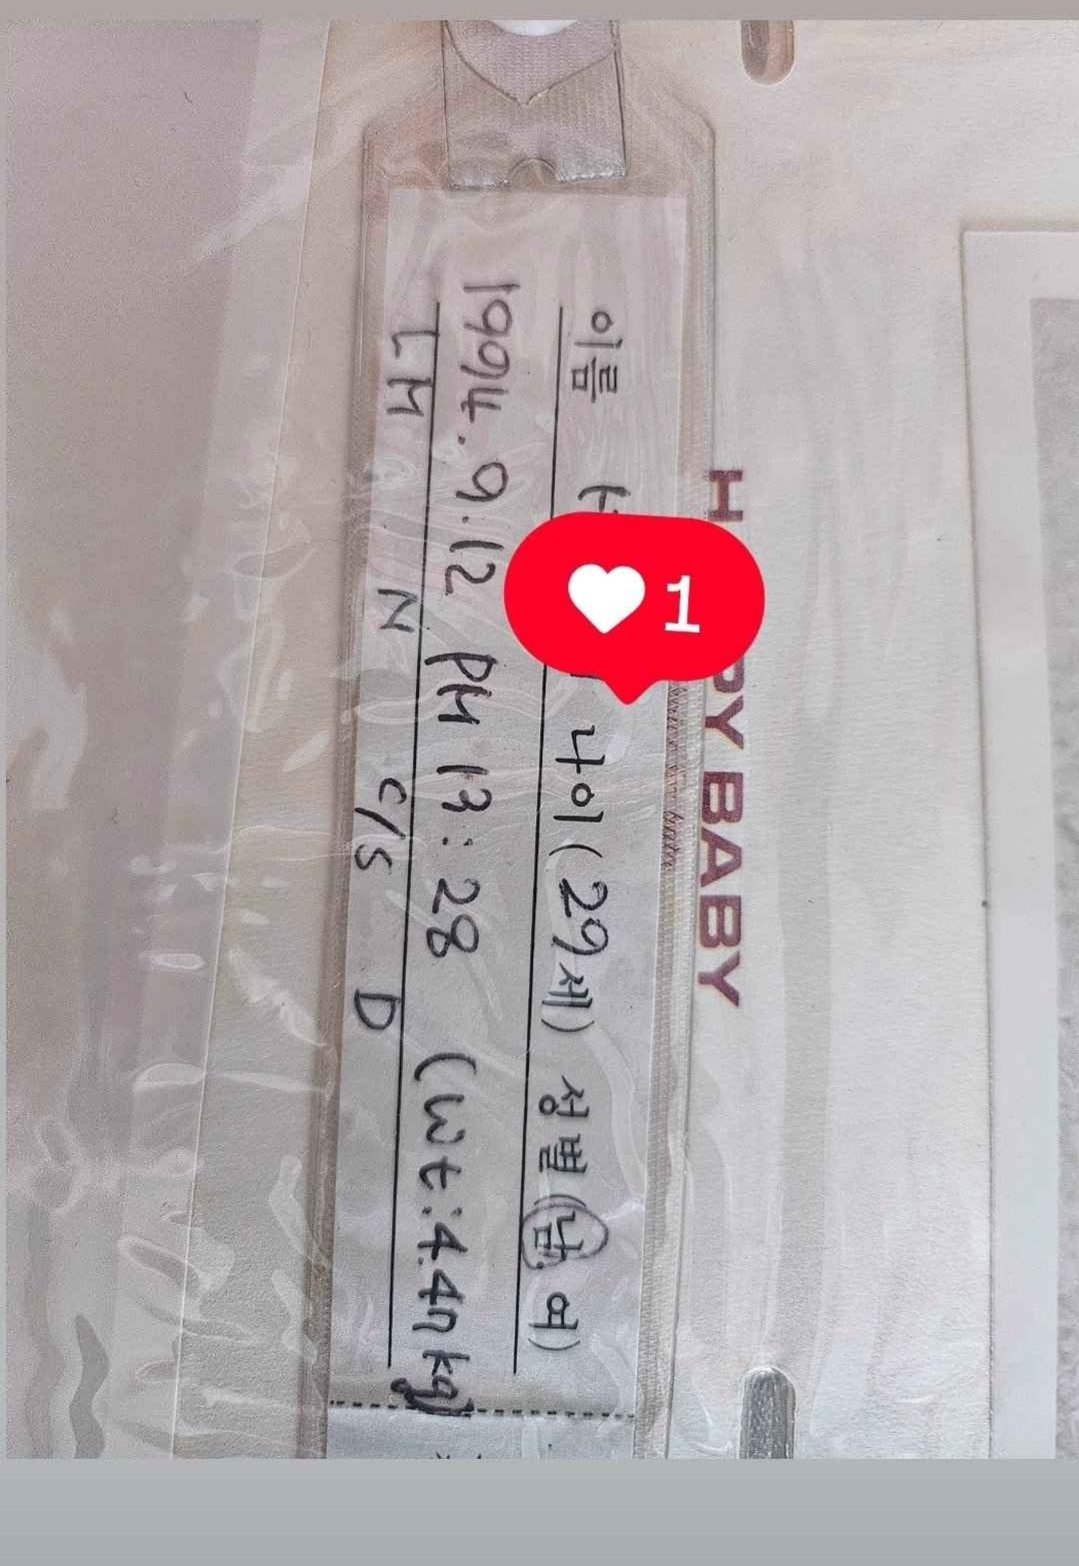 BABY
이름 나이 (29세) 성별 (남 여)
1994. 9. 12 PM 13:28 (Wt: 4.47kg)
LM N C/S D
1